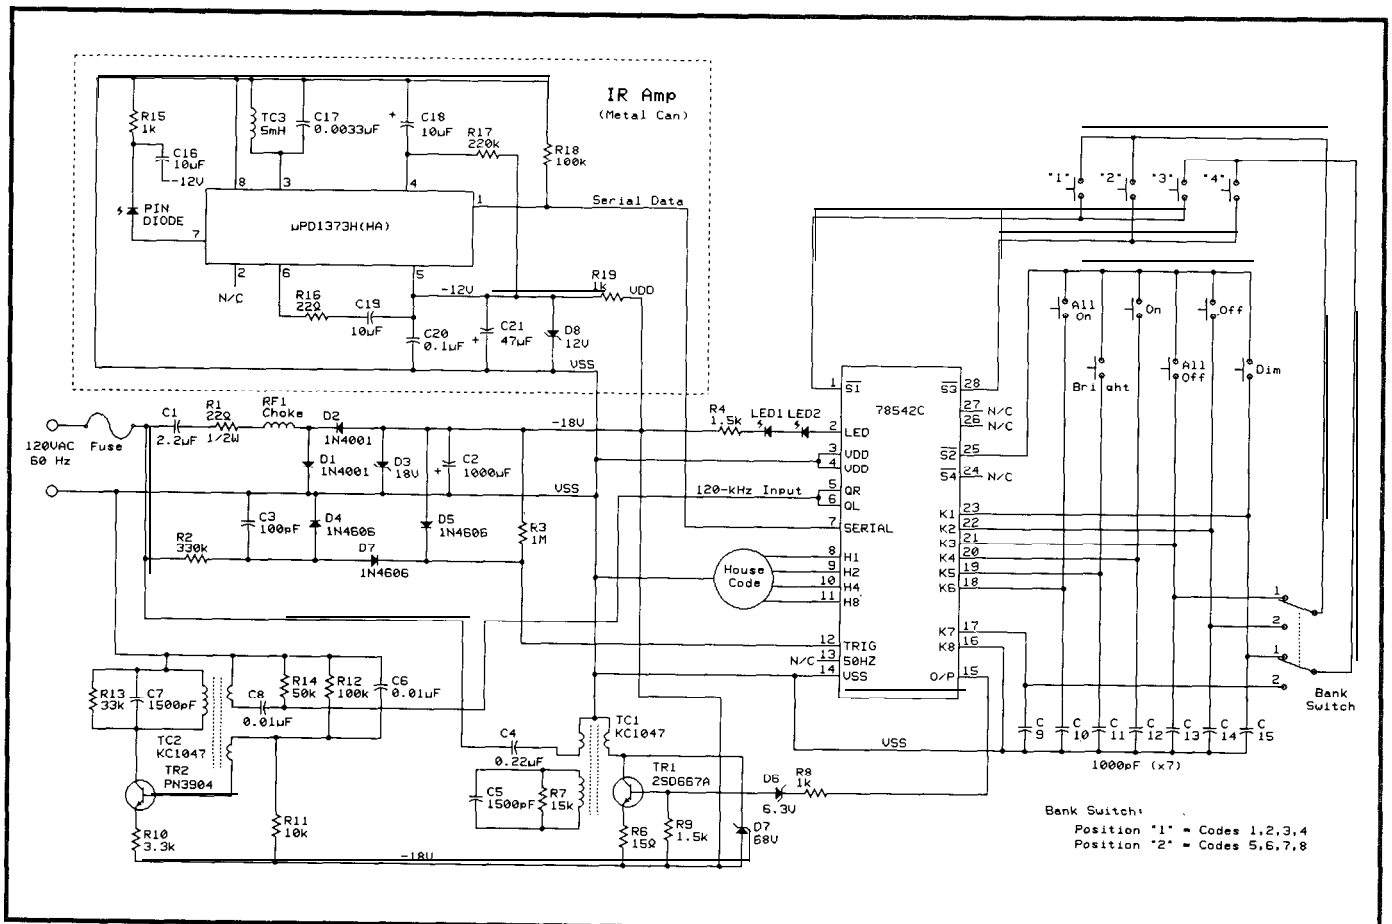 IR Amp
(Metal Can)
R15
1k
C16
10µF
-12V
TC3
5mH
C17
0.0033µF
+
C18
10µF
R17
220k
R18
100k
8
3
4
1
Serial Data
PIN
DIODE
7
µPD1373H(HA)
2
6
5
N/C
R16
22Ω
C19
10µF
-12V
R19
1k
VDD
C20
0.1µF
+
C21
47µF
D8
12V
VSS
"1"
"2"
"3"
"4"
All
On
On
Off
Bright
All
Off
Dim
120VAC
60 Hz
Fuse
C1
2.2µF
R1
22Ω
1/2W
RF1
Choke
D2
1N4001
D1
1N4001
D3
18V
+
C2
1000µF
-18V
VSS
R4
1.5k
LED1
LED2
R2
330k
C3
100pF
D4
1N4606
D7
1N4606
D5
1N4606
R3
1M
120-kHz Input
House
Code
78542C
1 S1
2 LED
3 VDD
4 VDD
5 QR
6 QL
7 SERIAL
8 H1
9 H2
10 H4
11 H8
12 TRIG
N/C 13 50HZ
14 VSS
S3 28
27 N/C
26 N/C
S2 25
S4 24 N/C
K1 23
K2 22
K3 21
K4 20
K5 19
K6 18
K7 17
K8 16
O/P 15
1
2
1
2
Bank
Switch
R13
33k
C7
1500pF
C8
0.01µF
R14
50k
R12
100k
C6
0.01µF
TC2
KC1047
TR2
PN3904
R10
3.3k
R11
10k
-18V
C4
0.22µF
C5
1500pF
R7
15k
TC1
KC1047
TR1
2SD667A
R6
15Ω
R9
1.5k
D6
6.3V
R8
1k
D7
68V
VSS
C
9
C
10
C
11
C
12
C
13
C
14
C
15
1000pF (x7)
Bank Switch:
Position "1" = Codes 1,2,3,4
Position "2" = Codes 5,6,7,8